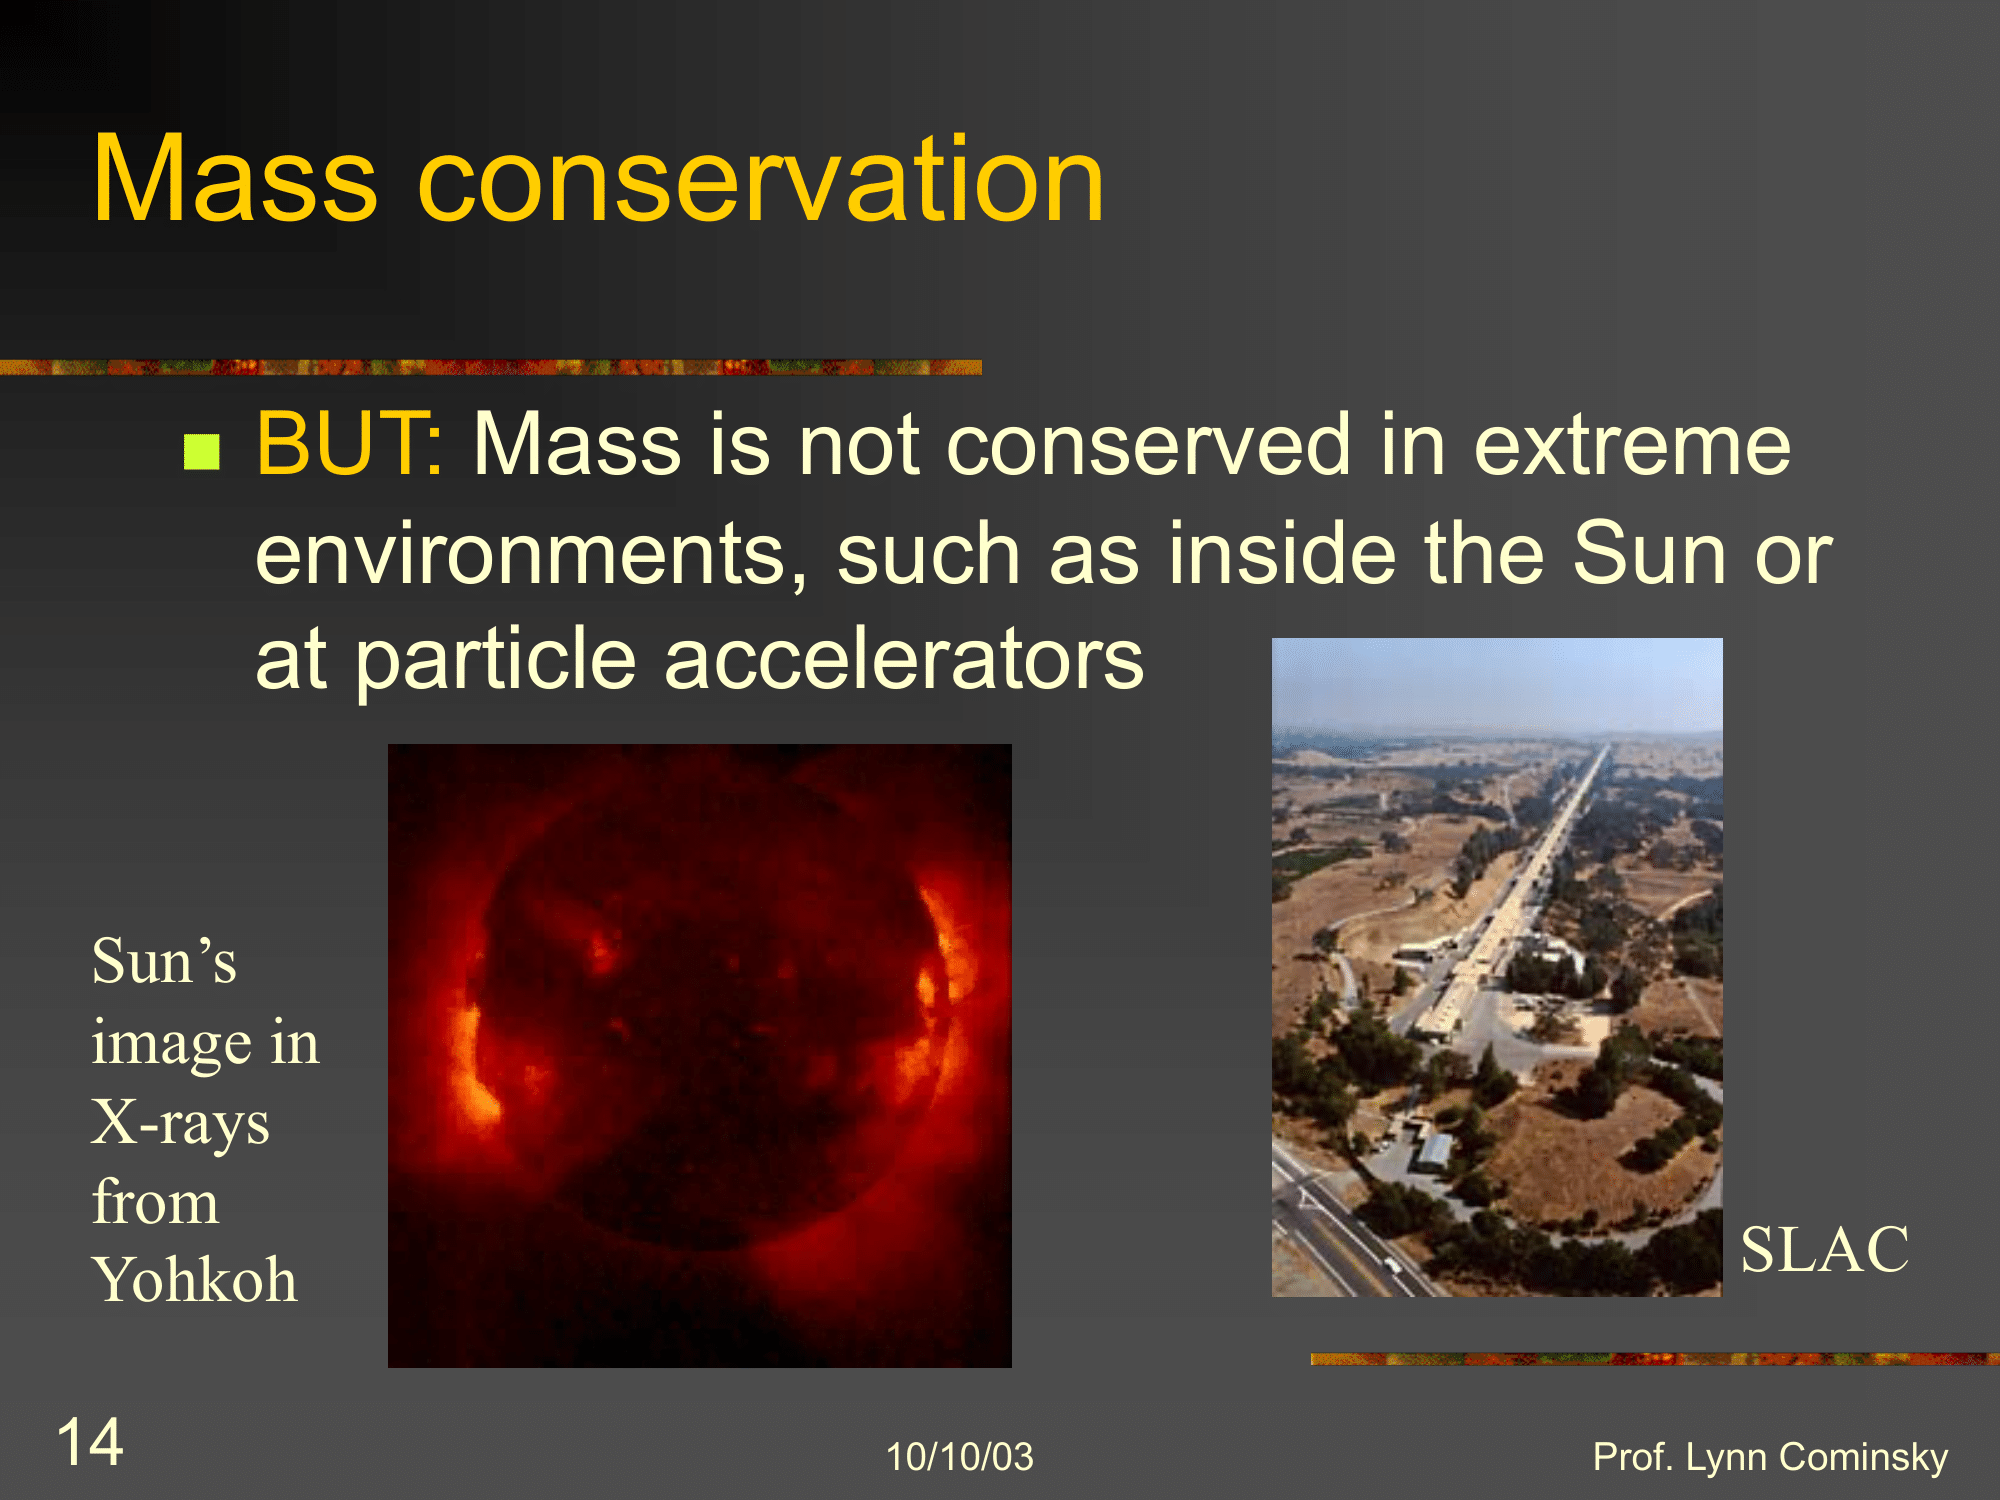 Mass conservation
BUT: Mass is not conserved in extreme
environments, such as inside the Sun or
at particle accelerators
Sun’s
image in
X-rays
from
Yohkoh
SLAC
14
10/10/03
Prof. Lynn Cominsky